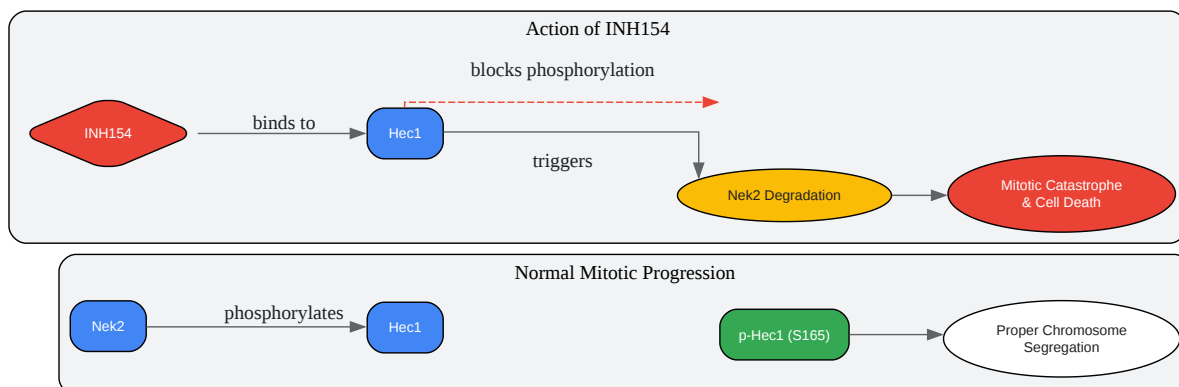 Action of INH154
blocks phosphorylation
INH154
binds to
Hec1
triggers
Nek2 Degradation
Mitotic Catastrophe
& Cell Death
Normal Mitotic Progression
Nek2
phosphorylates
Hec1
p-Hec1 (S165)
Proper Chromosome
Segregation